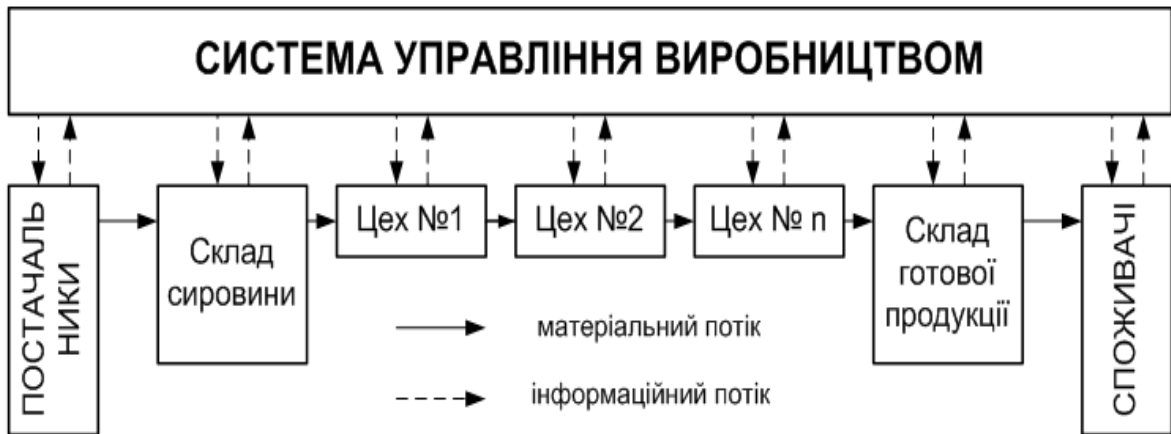 СИСТЕМА УПРАВЛІННЯ ВИРОБНИЦТВОМ
ПОСТАЧАЛЬ
НИКИ
Склад
сировини
Цех №1
Цех №2
Цех № n
Склад
готової
продукції
СПОЖИВАЧІ
матеріальний потік
інформаційний потік